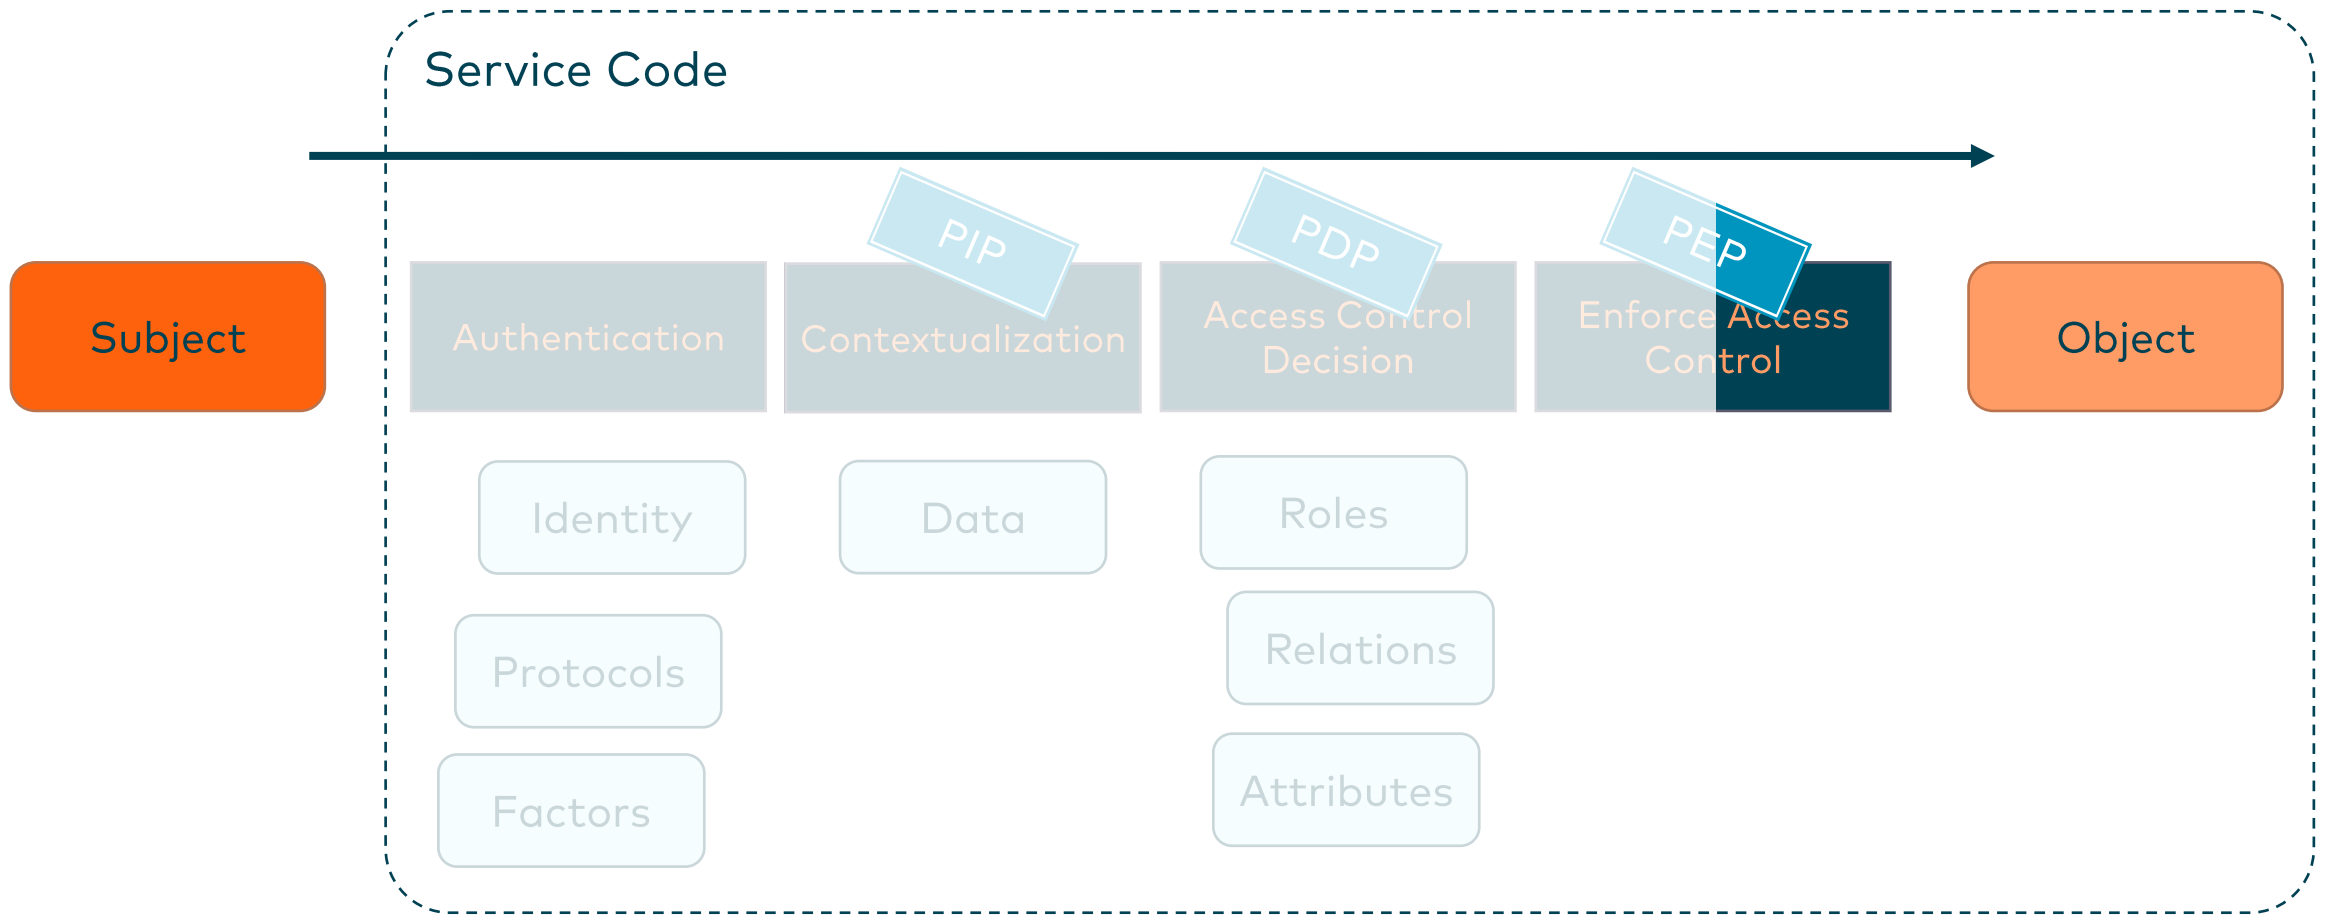 Service Code
PIP
PDP
PEP
Subject
Authentication
Contextualization
Access Control
Decision
Enforce Access
Control
Object
Identity
Data
Roles
Protocols
Relations
Factors
Attributes